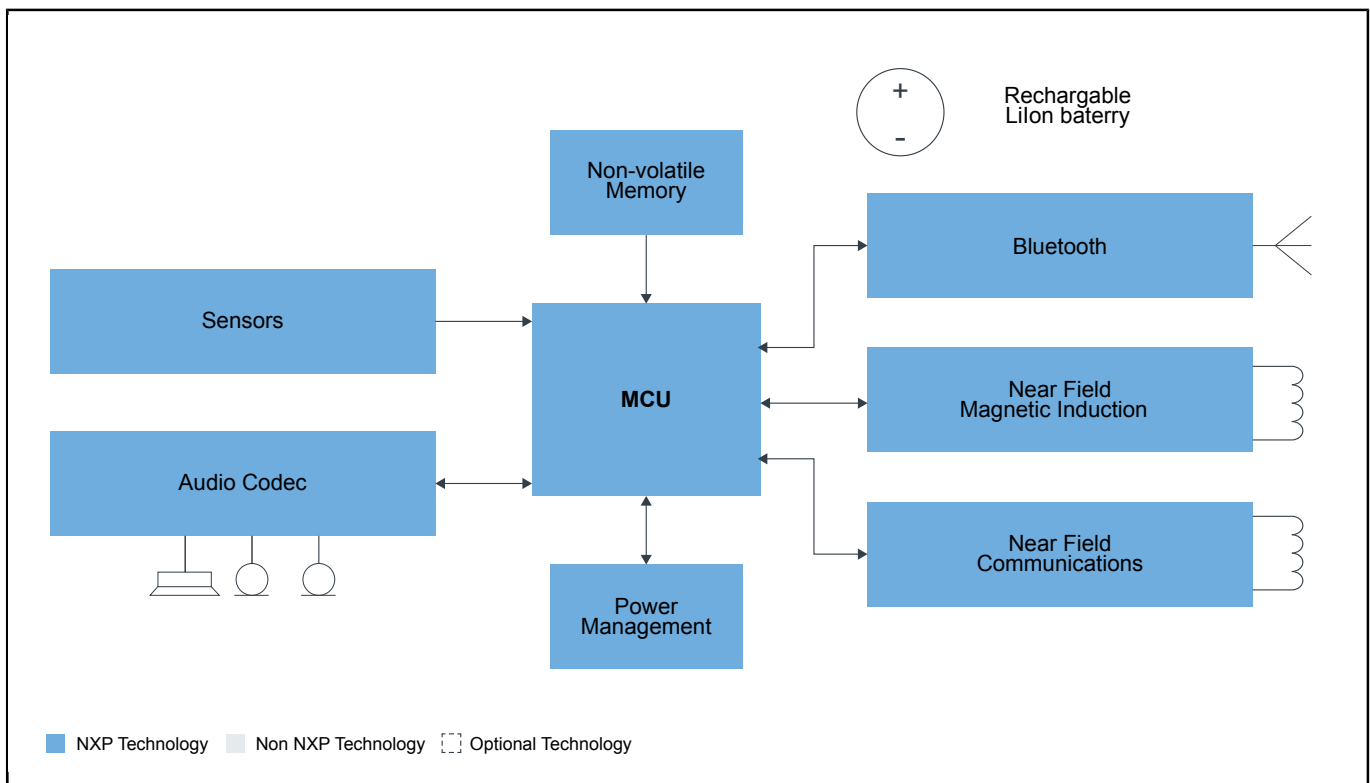 +
-
Rechargable
LiIon baterry
Non-volatile
Memory
Bluetooth
Sensors
MCU
Near Field
Magnetic Induction
Audio Codec
Near Field
Communications
Power
Management
NXP Technology
Non NXP Technology
Optional Technology